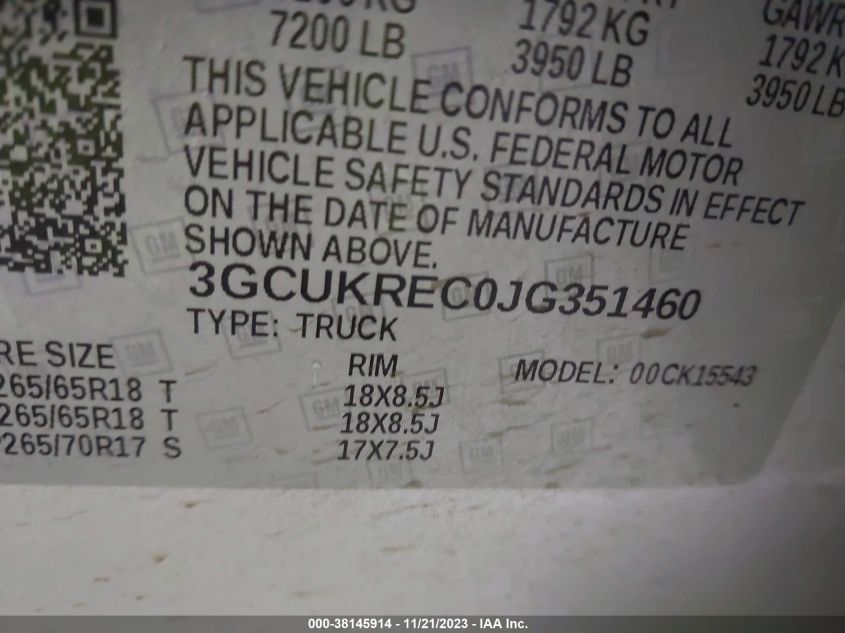 7200 LB
1792 KG
3950 LB
GAWR
1792 K
3950 LB
THIS VEHICLE CONFORMS TO ALL
APPLICABLE U.S. FEDERAL MOTOR
VEHICLE SAFETY STANDARDS IN EFFECT
ON THE DATE OF MANUFACTURE
SHOWN ABOVE.
3GCUKREC0JG351460
TYPE: TRUCK
RE SIZE RIM MODEL: 00CK15543
265/65R18 T 18X8.5J
265/65R18 T 18X8.5J
P265/70R17 S 17X7.5J
000-38145914 - 11/21/2023 - IAA Inc.